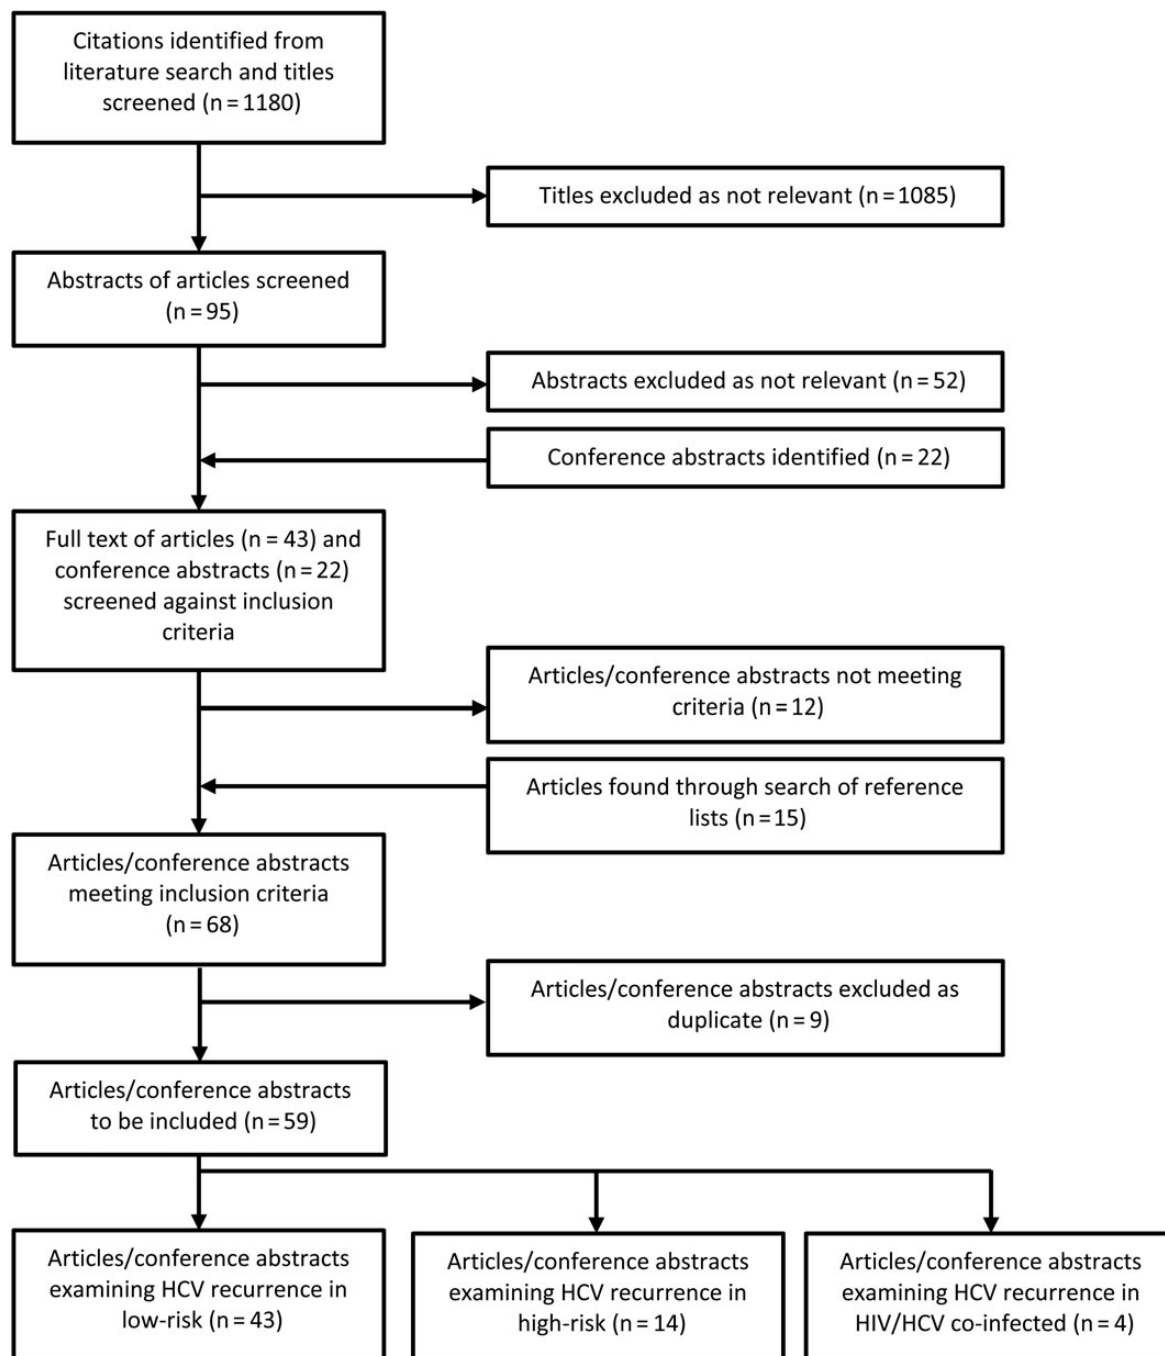 Citations identified from
literature search and titles
screened (n = 1180)
Titles excluded as not relevant (n = 1085)
Abstracts of articles screened
(n = 95)
Abstracts excluded as not relevant (n = 52)
Conference abstracts identified (n = 22)
Full text of articles (n = 43) and
conference abstracts (n = 22)
screened against inclusion
criteria
Articles/conference abstracts not meeting
criteria (n = 12)
Articles found through search of reference
lists (n = 15)
Articles/conference abstracts
meeting inclusion criteria
(n = 68)
Articles/conference abstracts excluded as
duplicate (n = 9)
Articles/conference abstracts
to be included (n = 59)
Articles/conference abstracts
examining HCV recurrence in
low-risk (n = 43)
Articles/conference abstracts
examining HCV recurrence in
high-risk (n = 14)
Articles/conference abstracts
examining HCV recurrence in
HIV/HCV co-infected (n = 4)